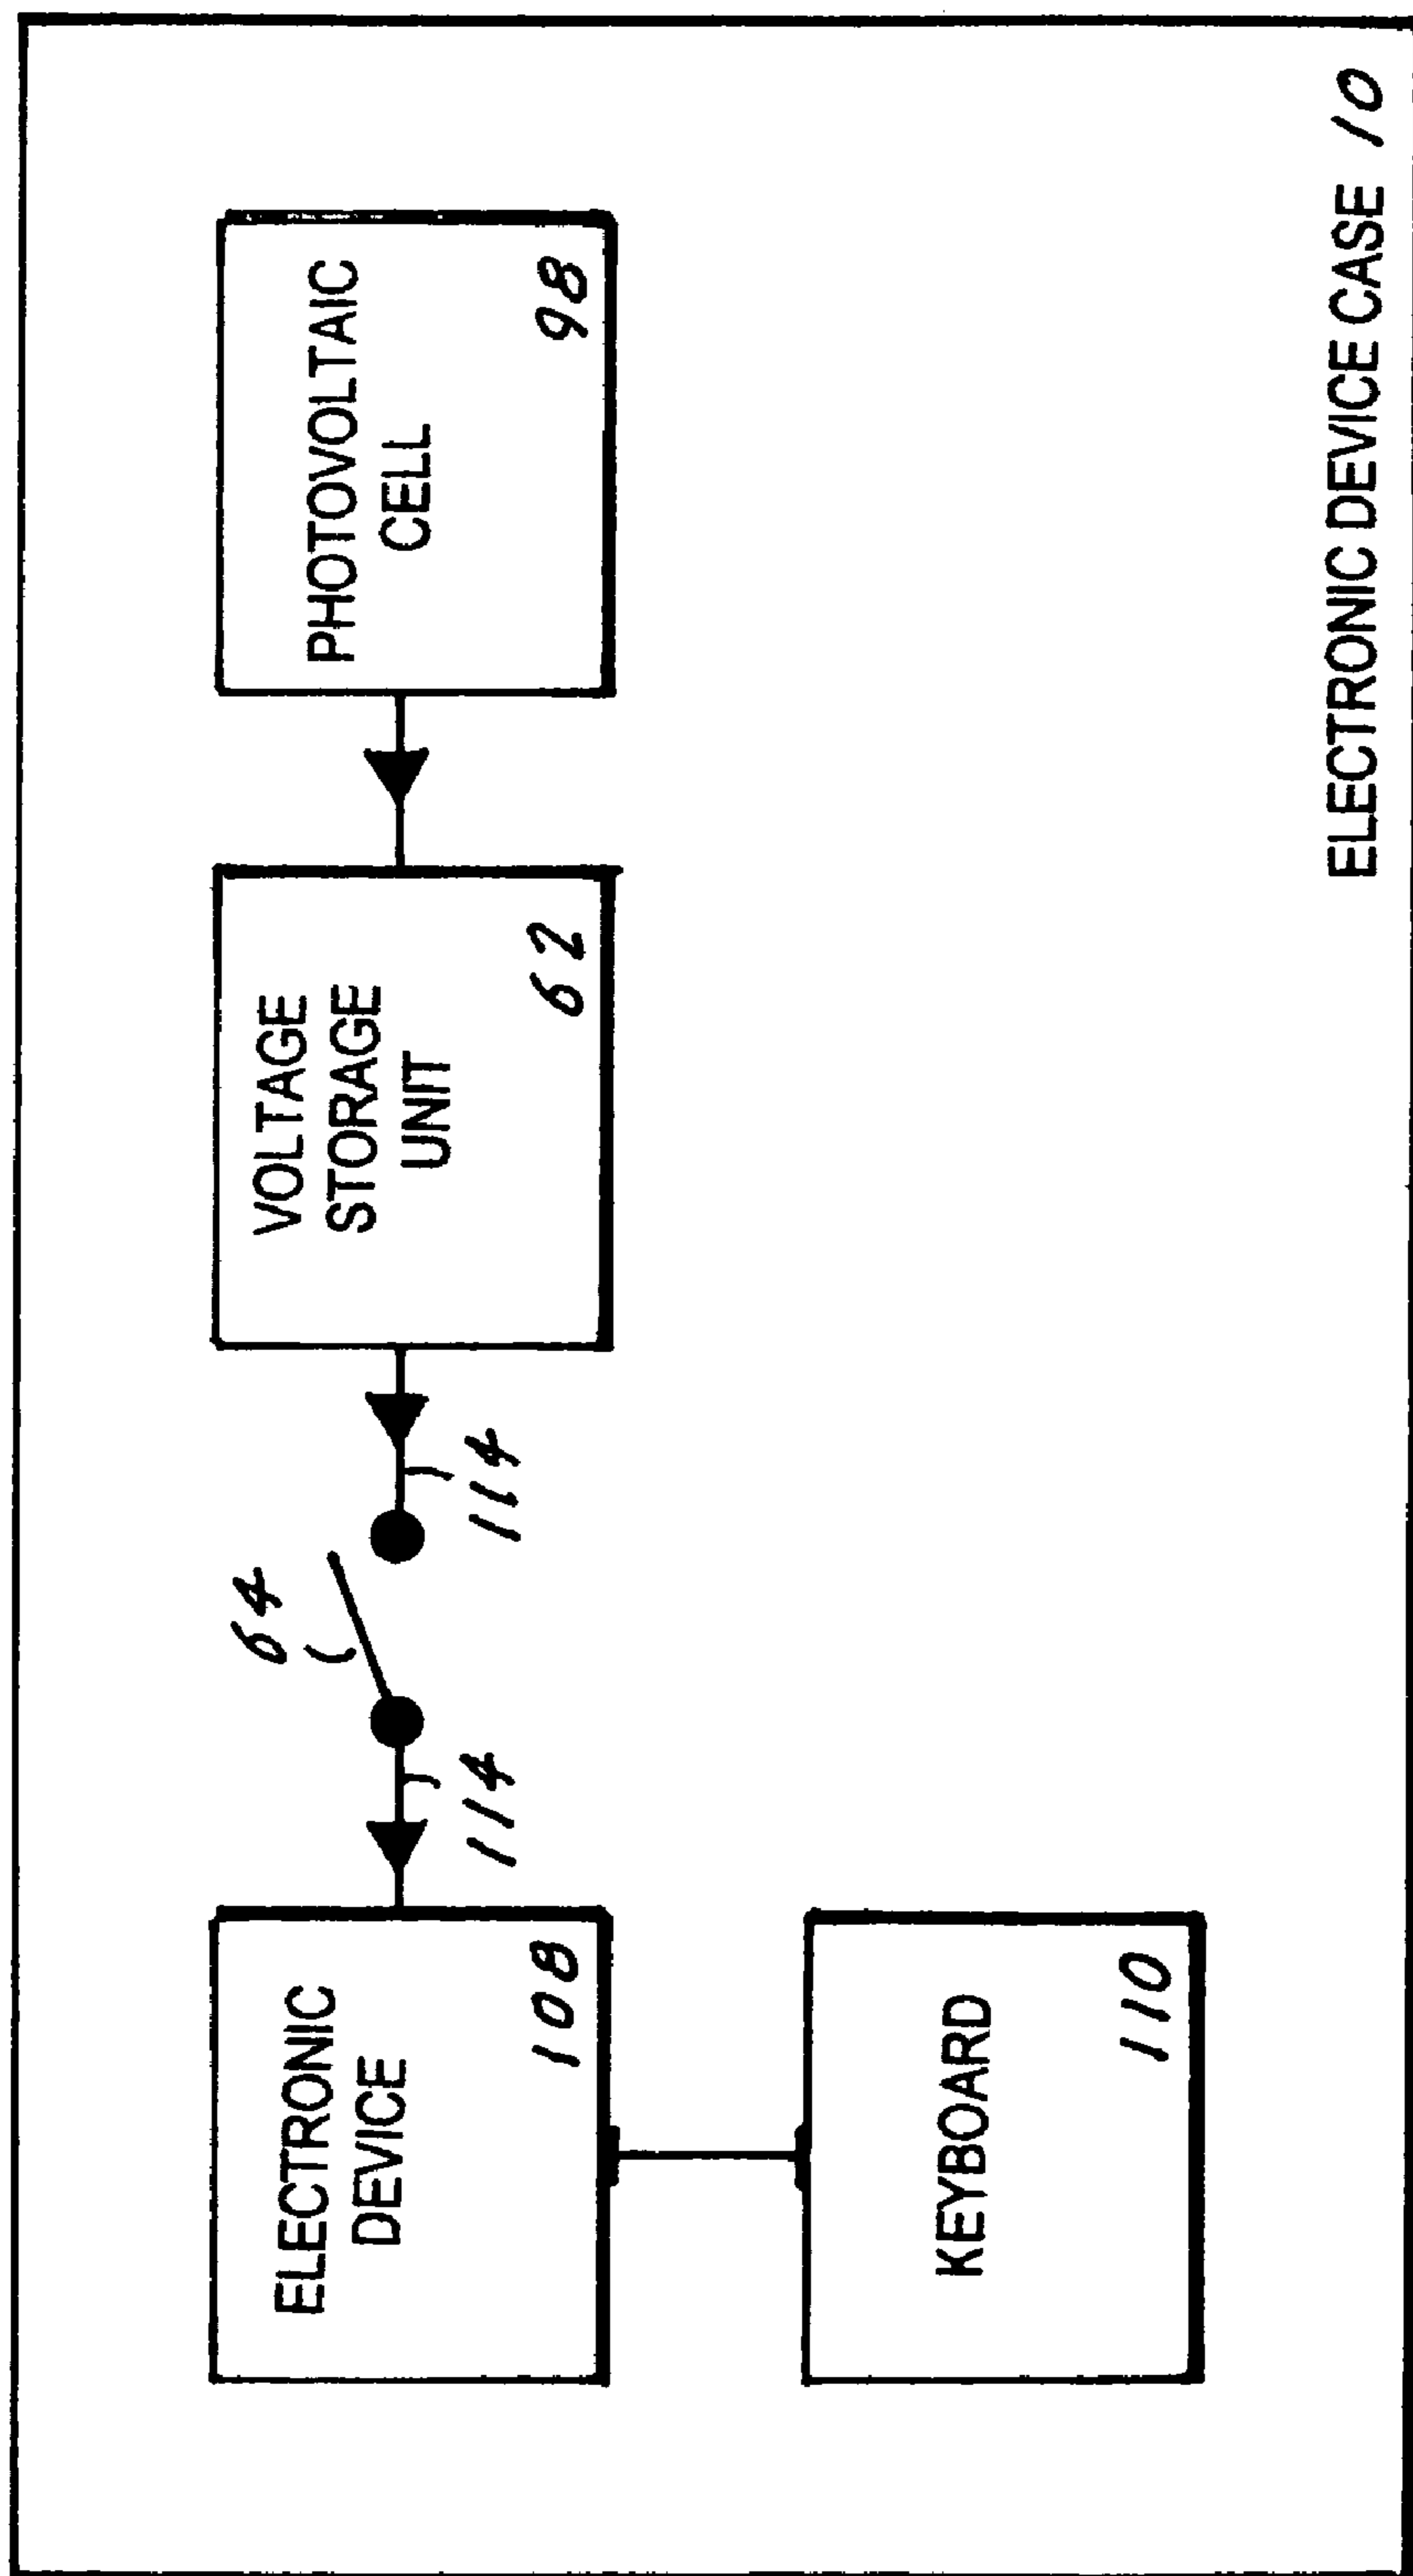 ELECTRONIC
DEVICE
108
114
64
114
VOLTAGE
STORAGE
UNIT
62
PHOTOVOLTAIC
CELL
98
KEYBOARD
110
ELECTRONIC DEVICE CASE 10